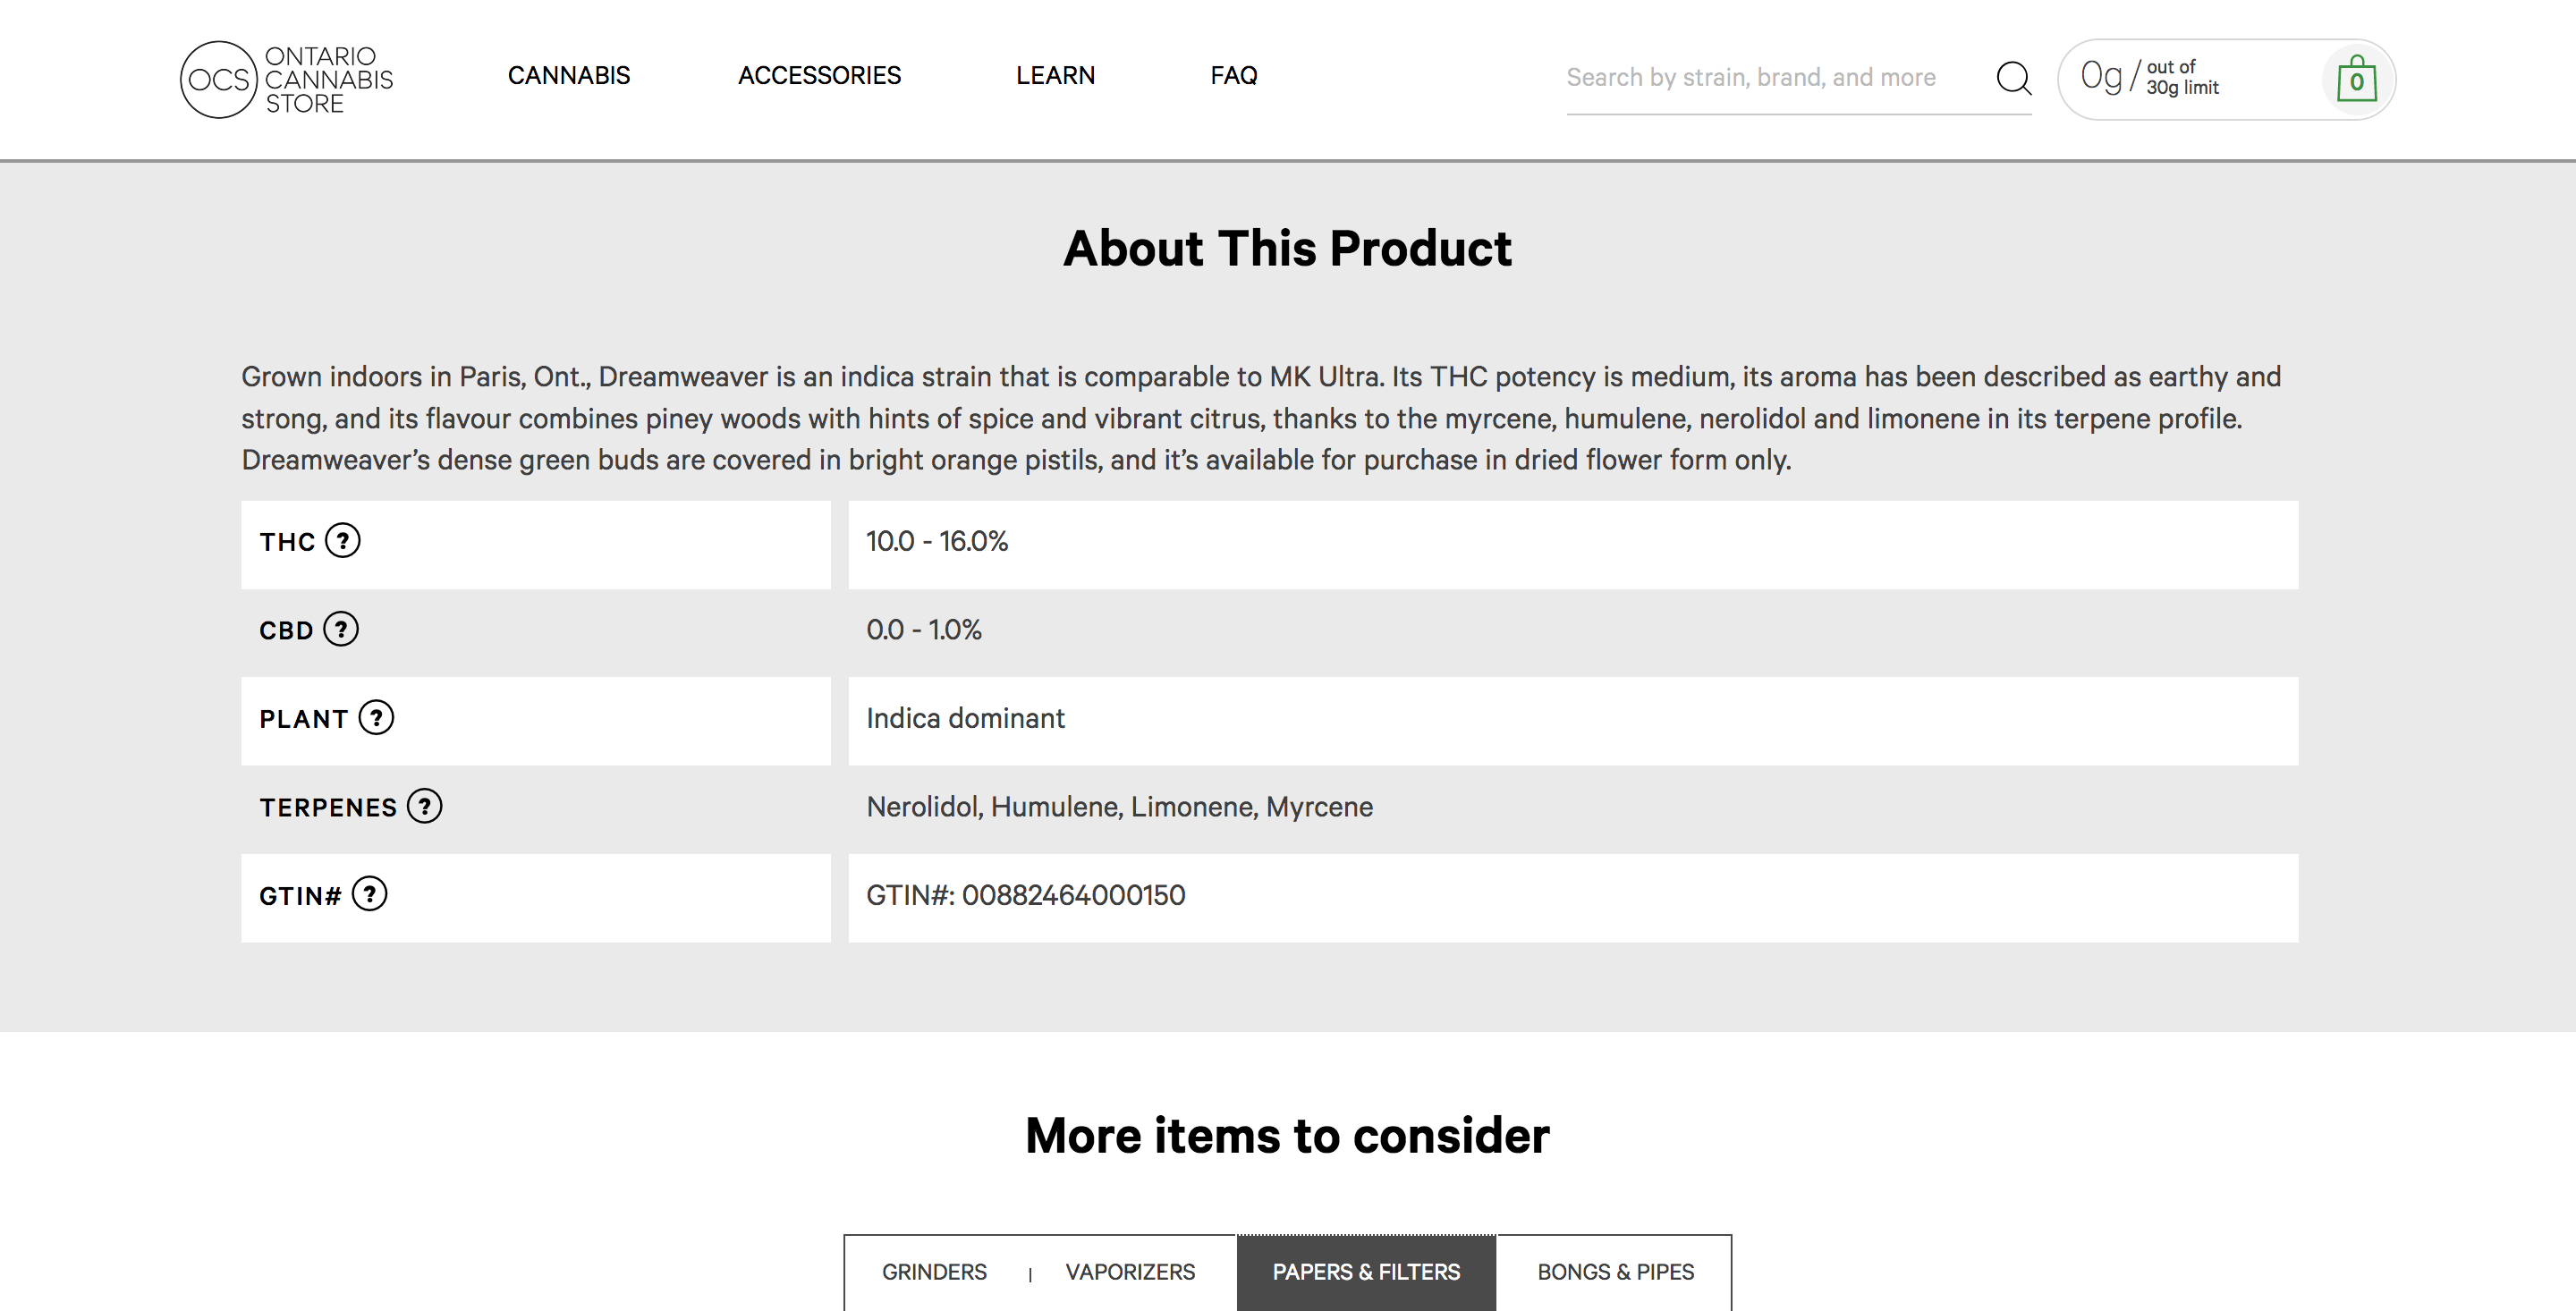 OCS ONTARIO
CANNABIS
STORE
CANNABIS
ACCESSORIES
LEARN
FAQ
Search by strain, brand, and more
0g / out of
30g limit
0
About This Product
Grown indoors in Paris, Ont., Dreamweaver is an indica strain that is comparable to MK Ultra. Its THC potency is medium, its aroma has been described as earthy and
strong, and its flavour combines piney woods with hints of spice and vibrant citrus, thanks to the myrcene, humulene, nerolidol and limonene in its terpene profile.
Dreamweaver’s dense green buds are covered in bright orange pistils, and it’s available for purchase in dried flower form only.
THC ? 10.0 - 16.0%
CBD ? 0.0 - 1.0%
PLANT ? Indica dominant
TERPENES ? Nerolidol, Humulene, Limonene, Myrcene
GTIN# ? GTIN#: 00882464000150
More items to consider
GRINDERS | VAPORIZERS PAPERS & FILTERS BONGS & PIPES